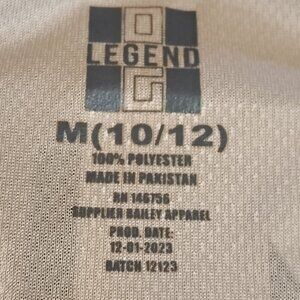 OG
LEGEND
M(10/12)
100% POLYESTER
MADE IN PAKISTAN
RN 146756
SUPPLIER BAILEY APPAREL
PROD. DATE:
12-01-2023
BATCH 12123